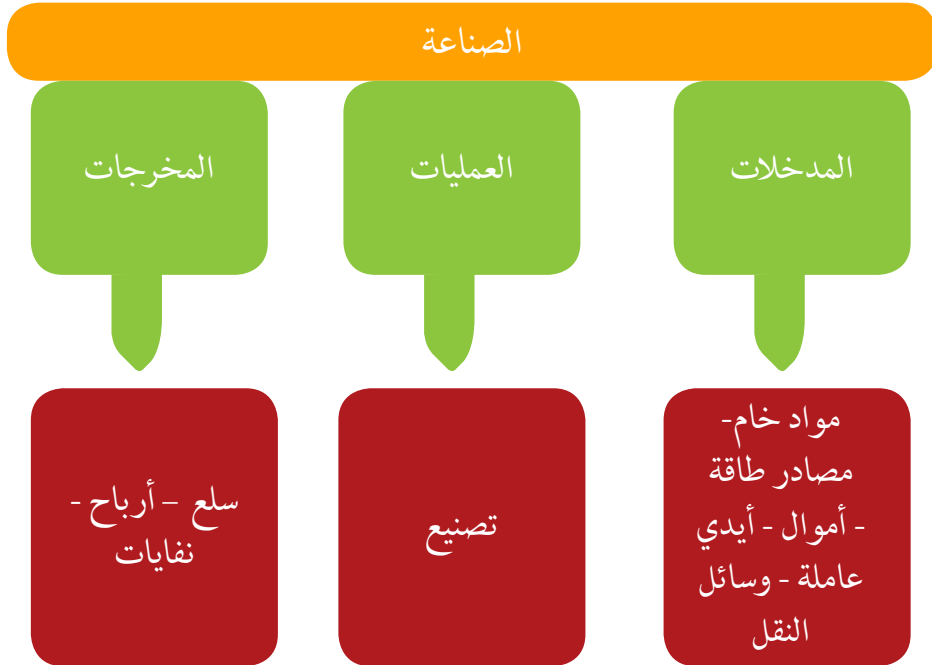 الصناعة
المدخلات
العمليات
المخرجات
مواد خام-
مصادر طاقة
- أموال - أيدي
عاملة - وسائل
النقل
تصنيع
سلع – أرباح -
نفايات